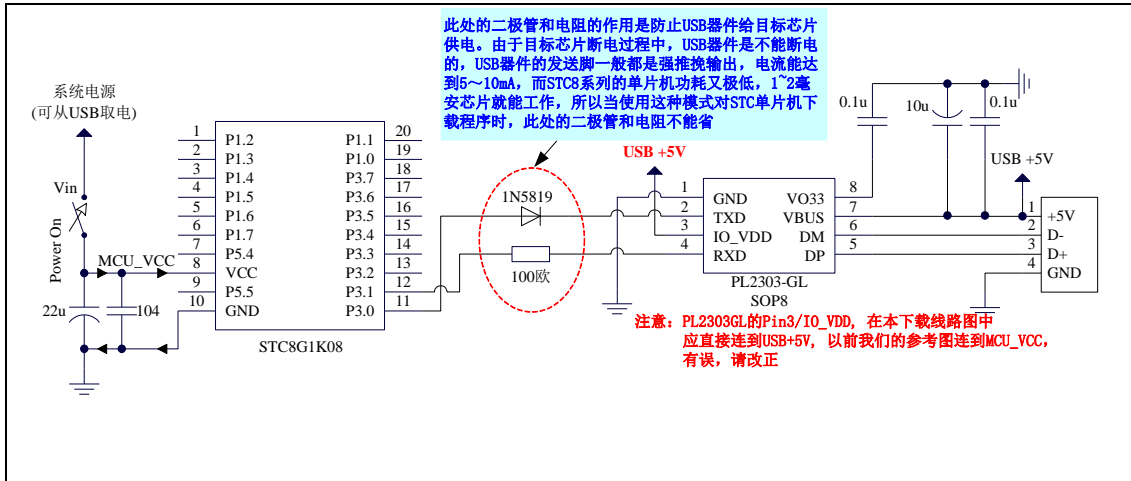 此处的二极管和电阻的作用是防止USB器件给目标芯片
供电。由于目标芯片断电过程中，USB器件是不能断电
的，USB器件的发送脚一般都是强推挽输出，电流能达
到5～10mA，而STC8系列的单片机功耗又极低，1~2毫
安芯片就能工作，所以当使用这种模式对STC单片机下
载程序时，此处的二极管和电阻不能省
系统电源
(可从USB取电)
Vin
Power On
MCU_VCC
22u
104
1 P1.2
2 P1.3
3 P1.4
4 P1.5
5 P1.6
6 P1.7
7 P5.4
8 VCC
9 P5.5
10 GND
P1.1 20
P1.0 19
P3.7 18
P3.6 17
P3.5 16
P3.4 15
P3.3 14
P3.2 13
P3.1 12
P3.0 11
STC8G1K08
1N5819
100欧
USB +5V
1 GND
2 TXD
3 IO_VDD
4 RXD
VO33 8
VBUS 7
DM 6
DP 5
PL2303-GL
SOP8
0.1u
10u
0.1u
USB +5V
1 +5V
2 D-
3 D+
4 GND
注意：PL2303GL的Pin3/IO_VDD, 在本下载线路图中
应直接连到USB+5V, 以前我们的参考图连到MCU_VCC,
有误，请改正